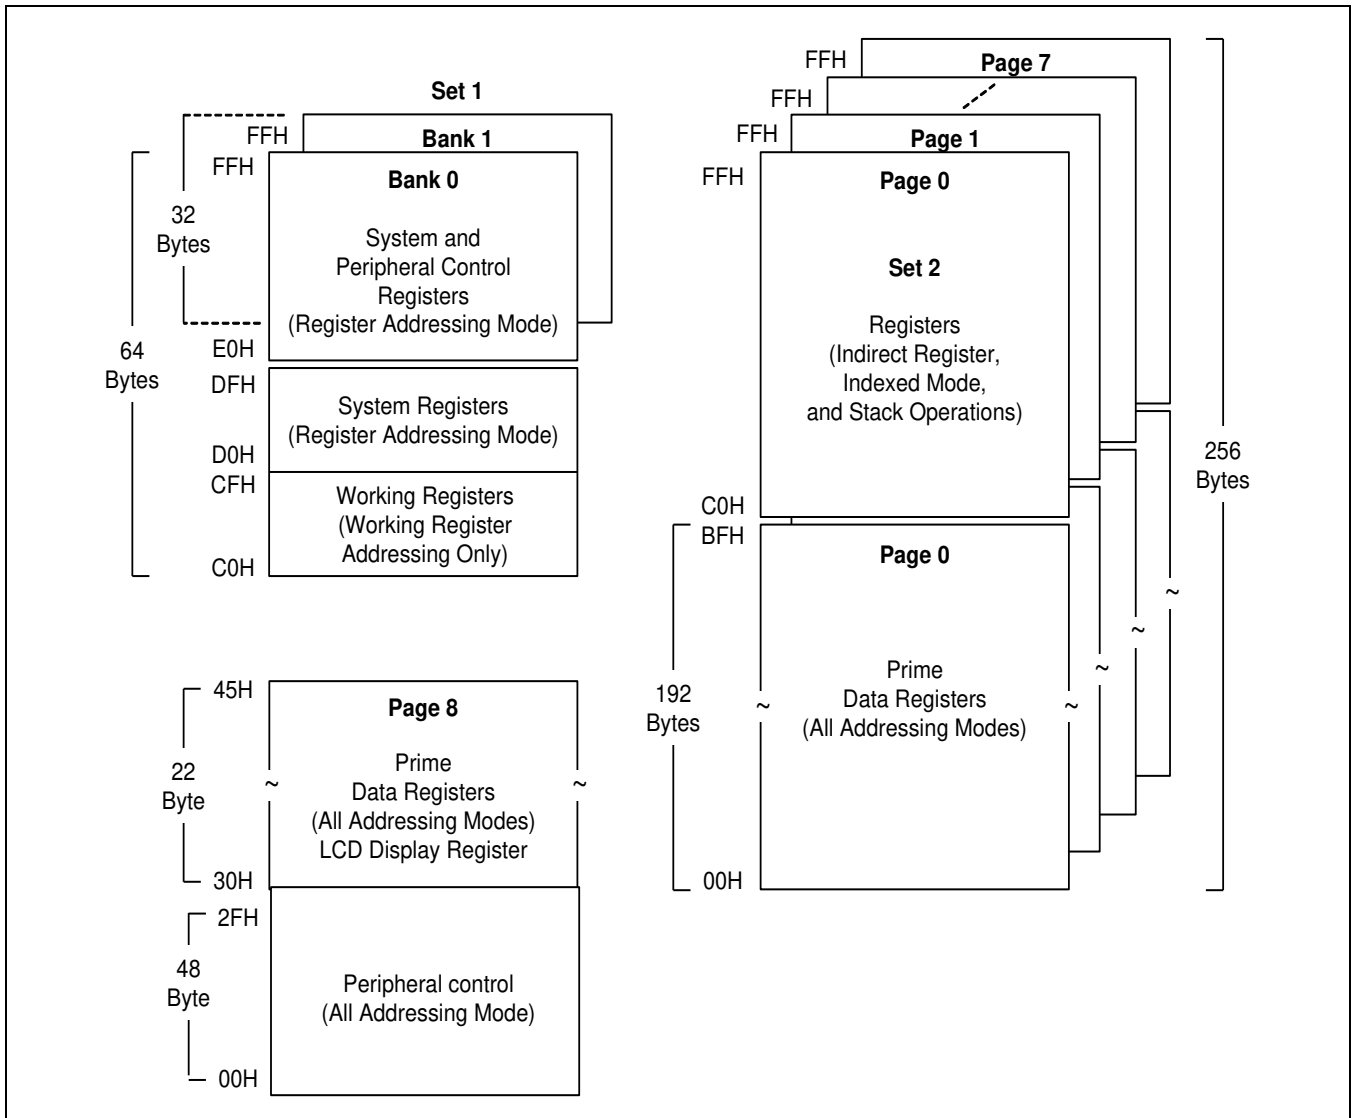 Set 1
FFH
Bank 1
FFH
Bank 0
32
Bytes
System and
Peripheral Control
Registers
(Register Addressing Mode)
E0H
64
Bytes
DFH
System Registers
(Register Addressing Mode)
D0H
CFH
Working Registers
(Working Register
Addressing Only)
C0H
45H
Page 8
22
Byte
Prime
Data Registers
(All Addressing Modes)
LCD Display Register
~
~
30H
2FH
48
Byte
Peripheral control
(All Addressing Mode)
00H
FFH
Page 7
FFH
FFH
Page 1
FFH
Page 0
Set 2
Registers
(Indirect Register,
Indexed Mode,
and Stack Operations)
C0H
BFH
Page 0
192
Bytes
Prime
Data Registers
(All Addressing Modes)
~
~
~
~
~
00H
256
Bytes